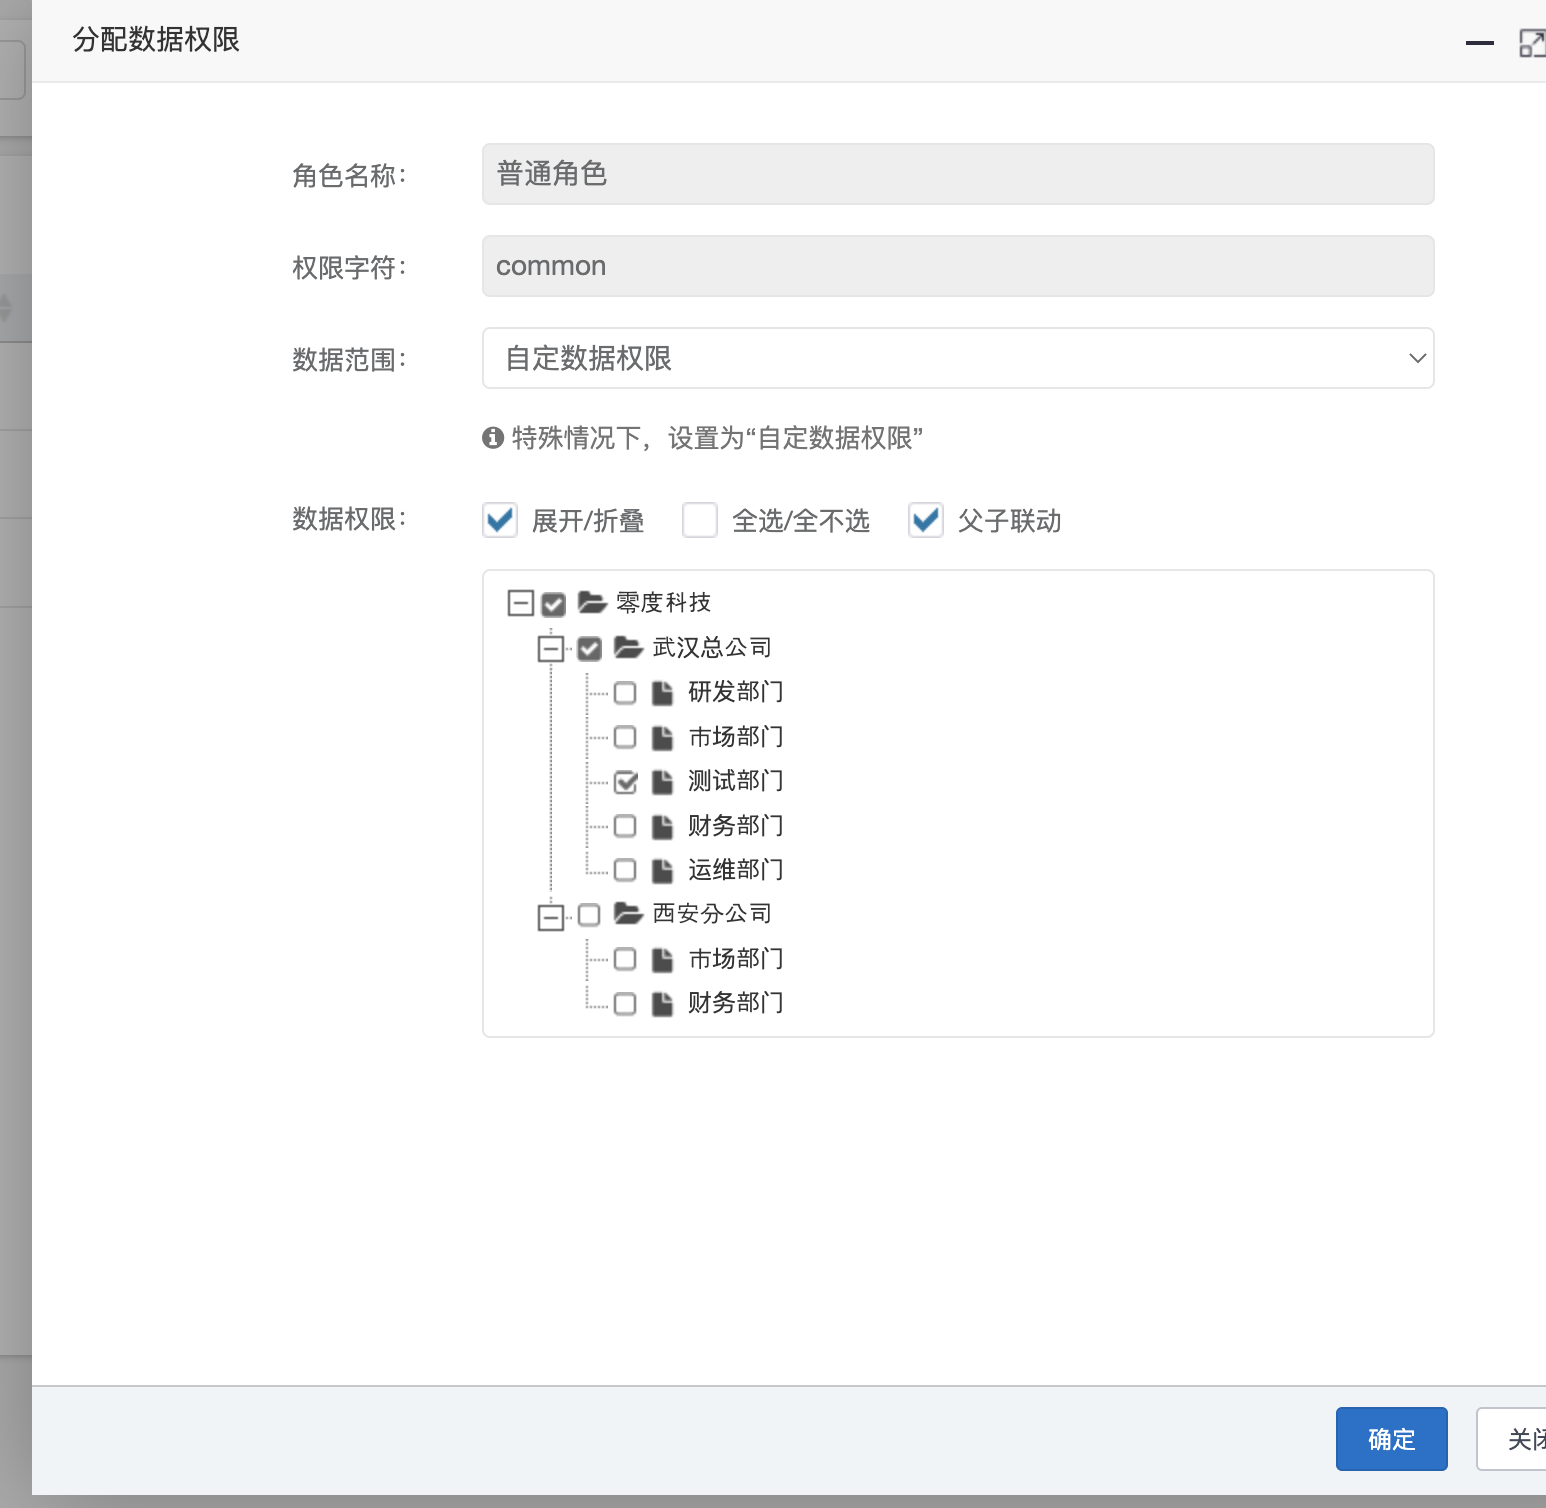 分配数据权限
角色名称：
普通角色
权限字符：
common
数据范围：
自定数据权限
特殊情况下，设置为“自定数据权限”
数据权限：
展开/折叠 全选/全不选 父子联动
零度科技
武汉总公司
研发部门
市场部门
测试部门
财务部门
运维部门
西安分公司
市场部门
财务部门
确定 关闭